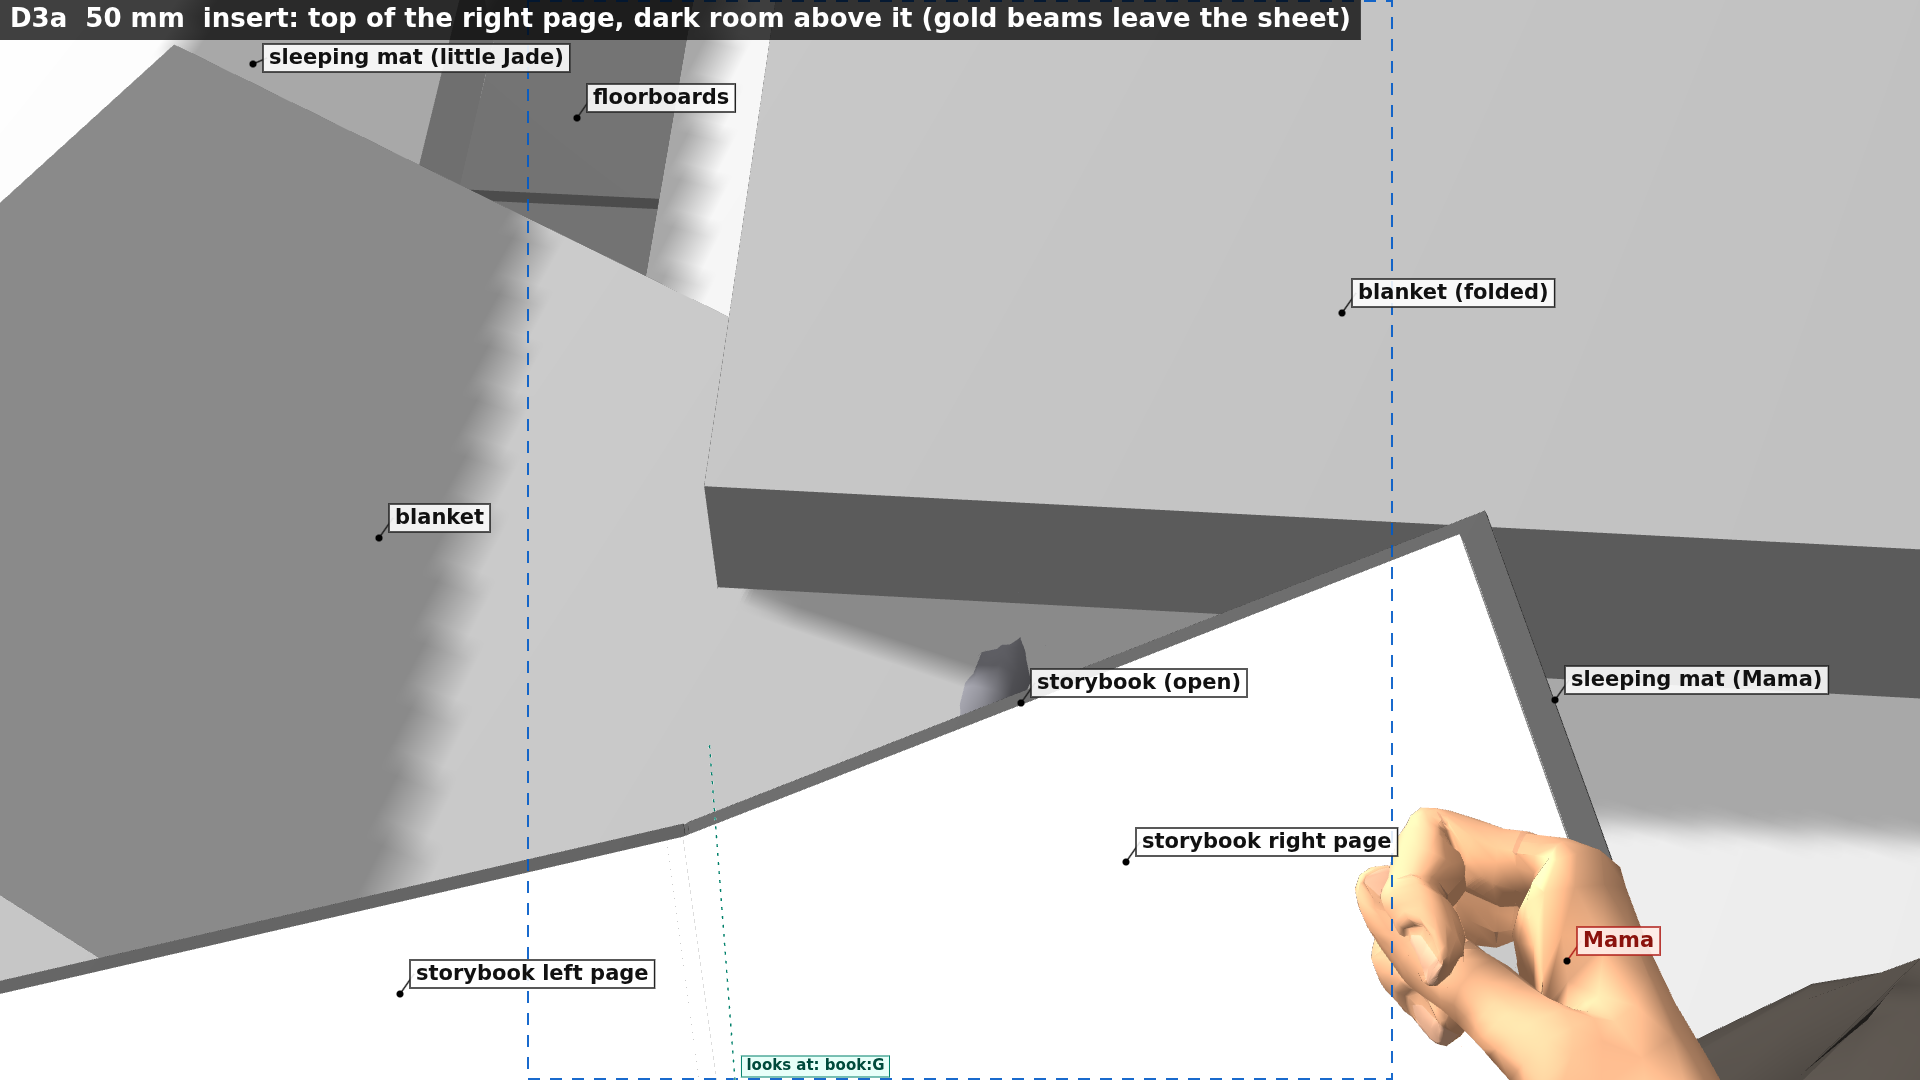 D3a  50 mm  insert: top of the right page, dark room above it (gold beams leave the sheet)
sleeping mat (little Jade)
floorboards
blanket (folded)
blanket
storybook (open)
sleeping mat (Mama)
storybook right page
Mama
storybook left page
looks at: book:G